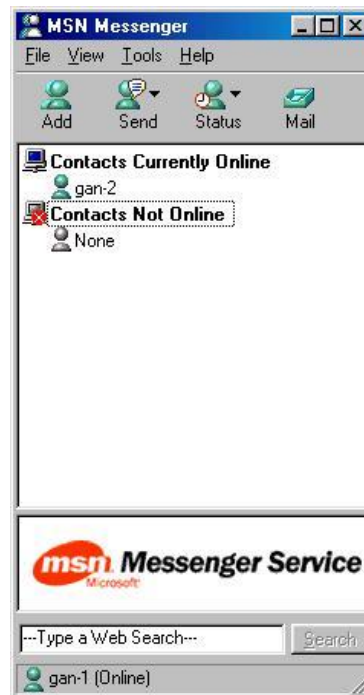 MSN Messenger
File View Tools Help
Add Send Status Mail
Contacts Currently Online
gan-2
Contacts Not Online
None
msn Messenger Service
Microsoft
---Type a Web Search--- Search
gan-1 (Online)